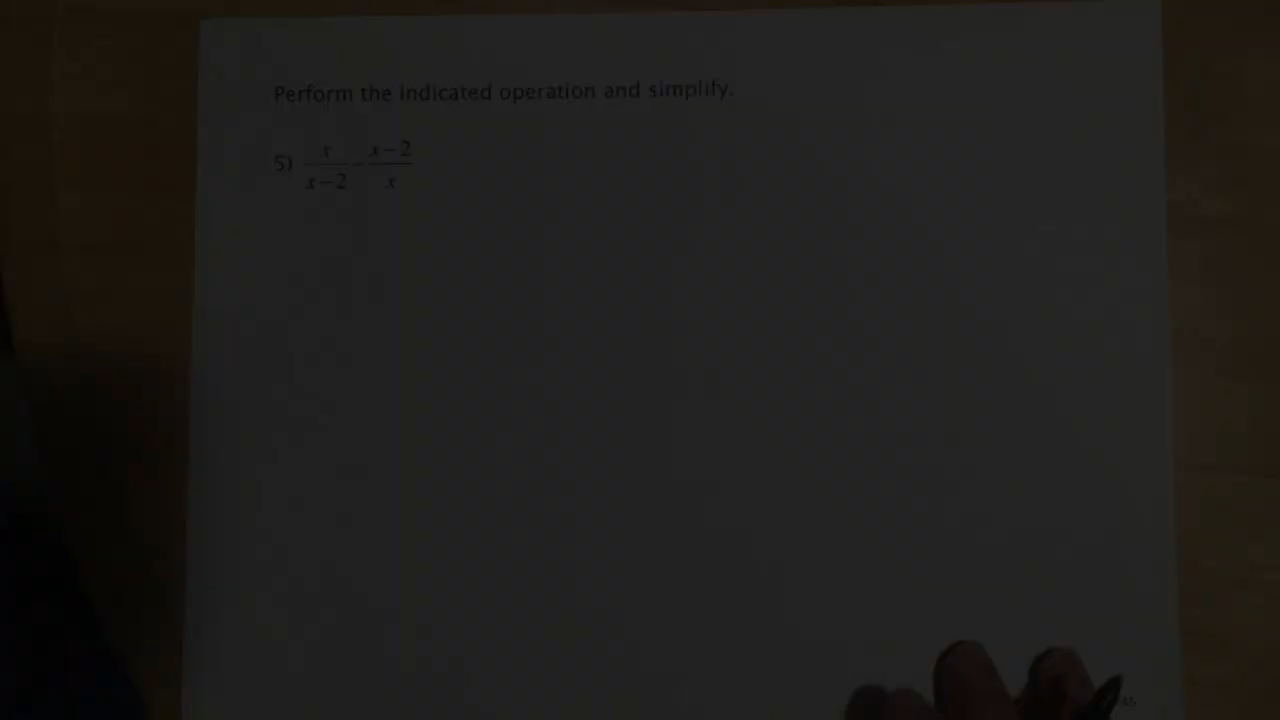 Perform the indicated operation and simplify.
5) x/(x−2) − (x−2)/x